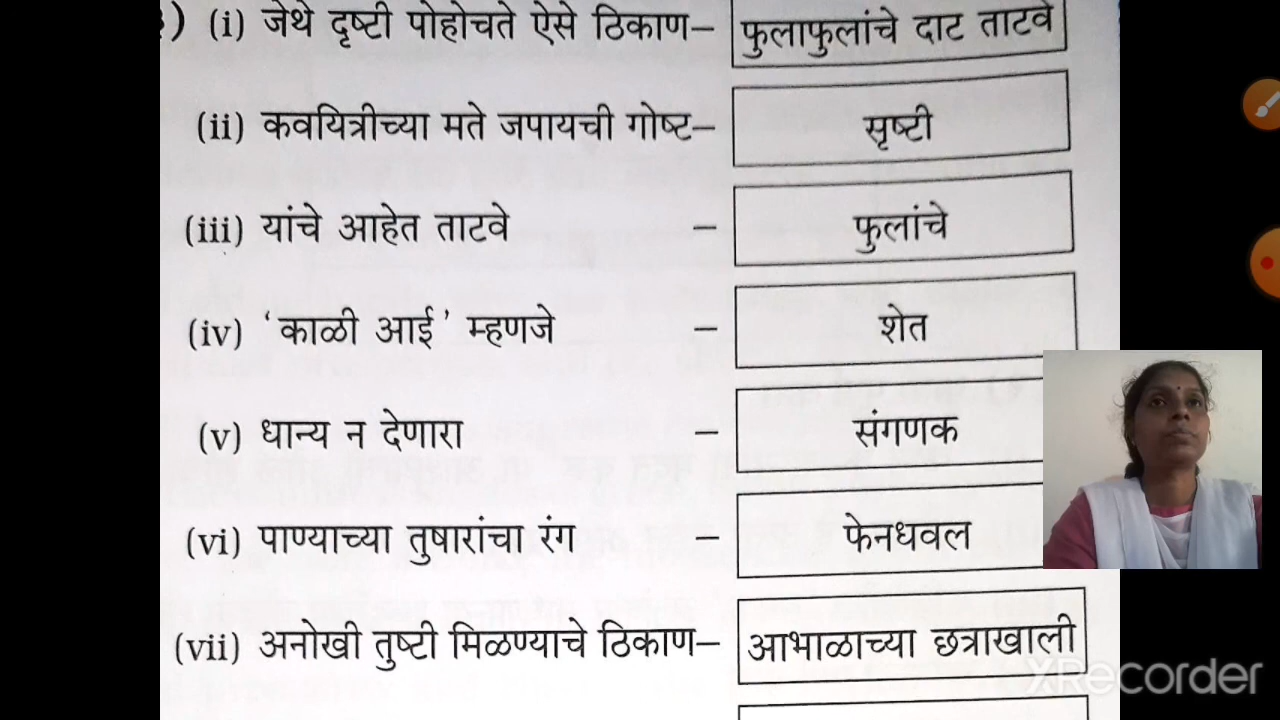 ) (i) जेथे दृष्टी पोहोचते ऐसे ठिकाण– फुलाफुलांचे दाट ताटवे
(ii) कवयित्रीच्या मते जपायची गोष्ट– सृष्टी
(iii) यांचे आहेत ताटवे – फुलांचे
(iv) ‘काळी आई’ म्हणजे – शेत
(v) धान्य न देणारा – संगणक
(vi) पाण्याच्या तुषारांचा रंग – फेनधवल
(vii) अनोखी तुष्टी मिळण्याचे ठिकाण– आभाळाच्या छत्राखाली
XRecorder